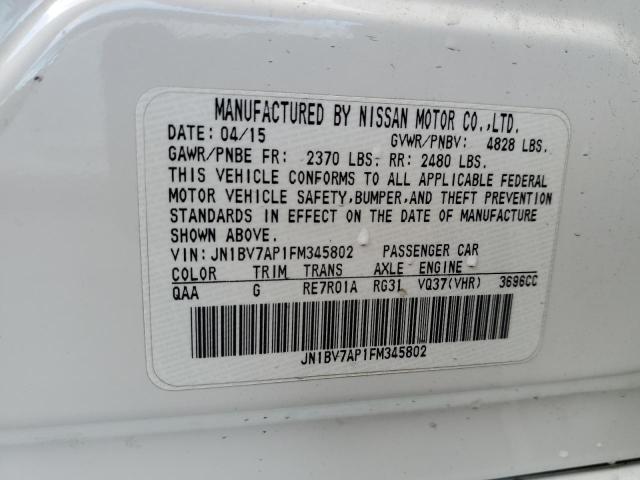 MANUFACTURED BY NISSAN MOTOR CO.,LTD.
DATE: 04/15 GVWR/PNBV: 4828 LBS.
GAWR/PNBE FR: 2370 LBS. RR: 2480 LBS.
THIS VEHICLE CONFORMS TO ALL APPLICABLE FEDERAL
MOTOR VEHICLE SAFETY,BUMPER,AND THEFT PREVENTION
STANDARDS IN EFFECT ON THE DATE OF MANUFACTURE
SHOWN ABOVE.
VIN: JN1BV7AP1FM345802 PASSENGER CAR
COLOR TRIM TRANS AXLE ENGINE
QAA G RE7R01A RG31 VQ37(VHR) 3696CC
JN1BV7AP1FM345802